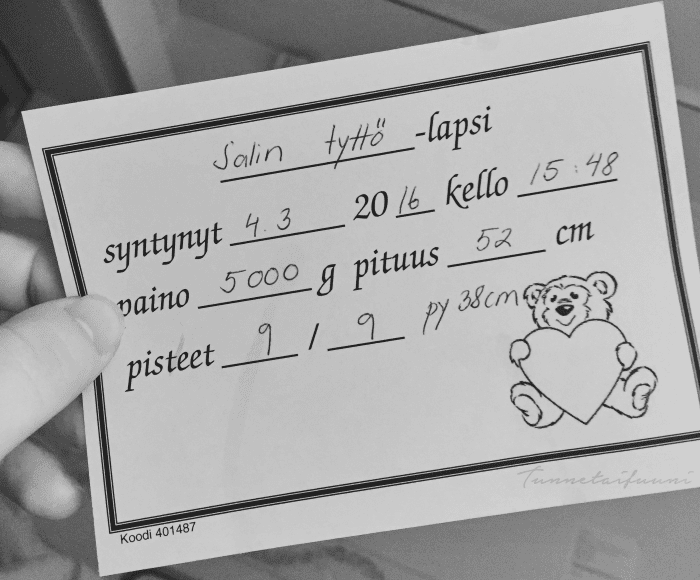 Salin tyttö -lapsi
syntynyt 4.3 2016 kello 15:48
paino 5000 g pituus 52 cm
pisteet 9 / 9 py 38cm
Tunnetaifuuni
Koodi 401487